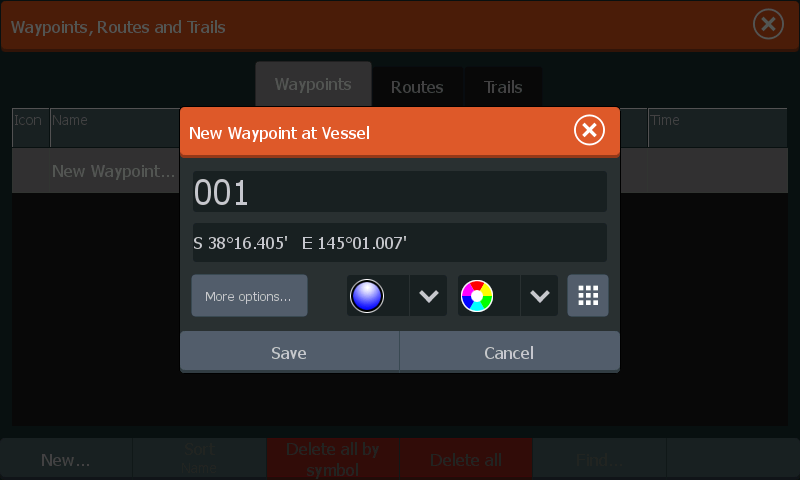 Waypoints, Routes and Trails
Waypoints
Routes
Trails
Icon
Name
Time
New Waypoint at Vessel
New Waypoint...
001
S 38°16.405'   E 145°01.007'
More options...
Save
Cancel
New...
Sort
name
Delete all by
symbol
Delete all
Find...